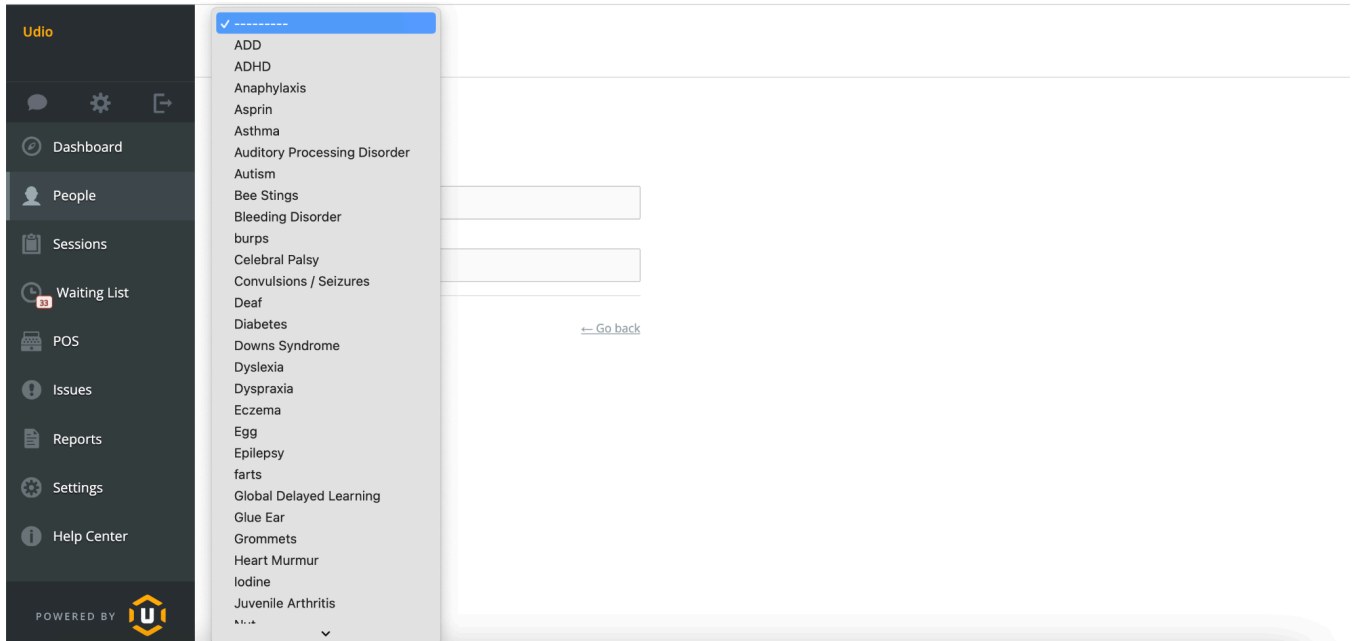 Udio
Dashboard
People
Sessions
33
Waiting List
POS
Issues
Reports
Settings
Help Center
POWERED BY
U
✓ ---------
ADD
ADHD
Anaphylaxis
Asprin
Asthma
Auditory Processing Disorder
Autism
Bee Stings
Bleeding Disorder
burps
Celebral Palsy
Convulsions / Seizures
Deaf
Diabetes
Downs Syndrome
Dyslexia
Dyspraxia
Eczema
Egg
Epilepsy
farts
Global Delayed Learning
Glue Ear
Grommets
Heart Murmur
Iodine
Juvenile Arthritis
← Go back